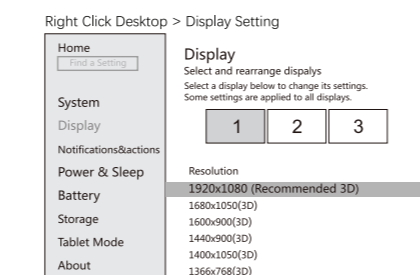 Right Click Desktop > Display Setting
Home
Find a Setting
System
Display
Notifications&actions
Power & Sleep
Battery
Storage
Tablet Mode
About
Display
Select and rearrange dispalys
Select a display below to change its settings.
Some settings are applied to all displays.
1 2 3
Resolution
1920x1080 (Recommended 3D)
1680x1050(3D)
1600x900(3D)
1440x900(3D)
1400x1050(3D)
1366x768(3D)